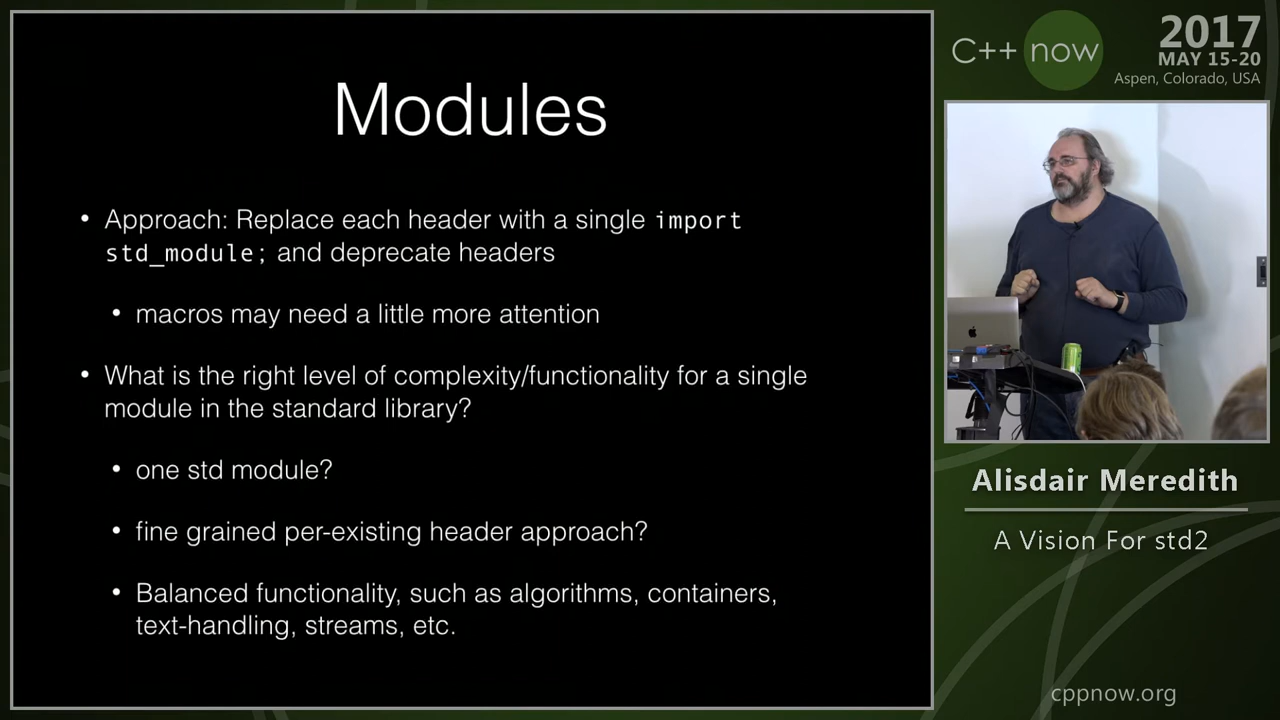 Modules
• Approach: Replace each header with a single import
std_module; and deprecate headers
• macros may need a little more attention
• What is the right level of complexity/functionality for a single
module in the standard library?
• one std module?
• fine grained per-existing header approach?
• Balanced functionality, such as algorithms, containers,
text-handling, streams, etc.
C++ now
2017
MAY 15-20
Aspen, Colorado, USA
Alisdair Meredith
A Vision For std2
cppnow.org